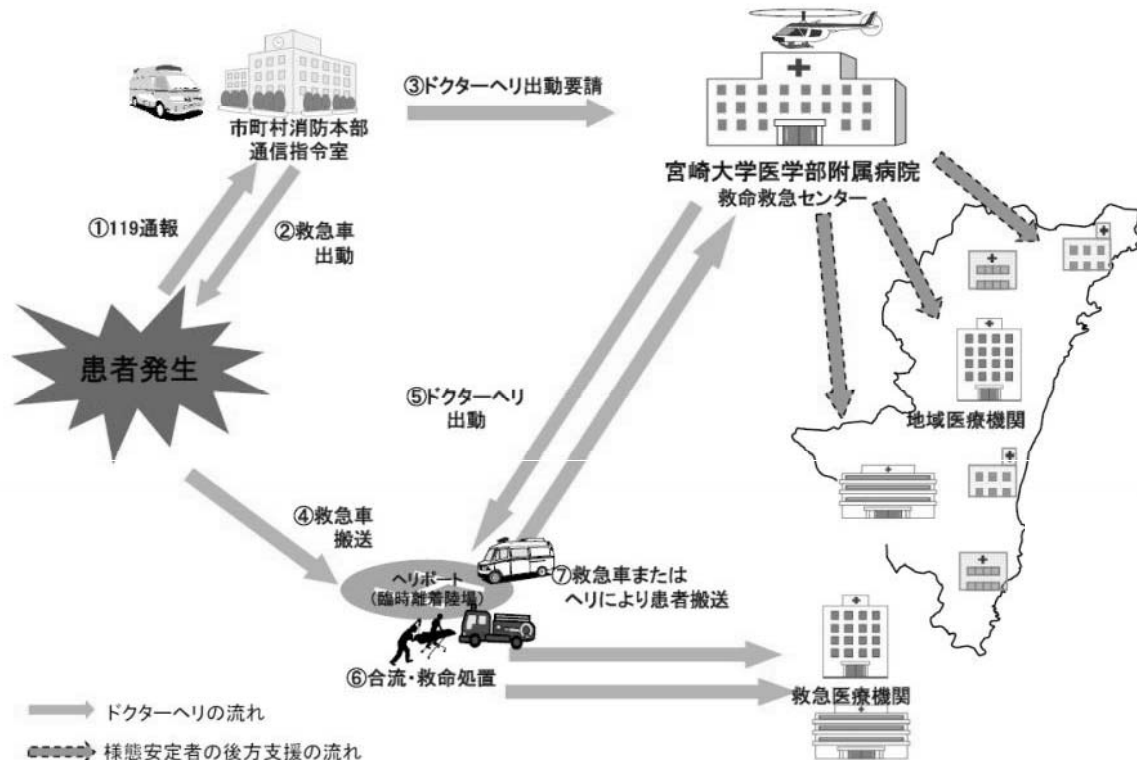 ③ドクターヘリ出動要請
市町村消防本部
通信指令室
宮崎大学医学部附属病院
救命救急センター
①119通報
②救急車
出動
患者発生
⑤ドクターヘリ
出動
地域医療機関
④救急車
搬送
ヘリポート
(臨時離着陸場)
⑦救急車または
ヘリにより患者搬送
⑥合流・救命処置
救急医療機関
ドクターヘリの流れ
様態安定者の後方支援の流れ